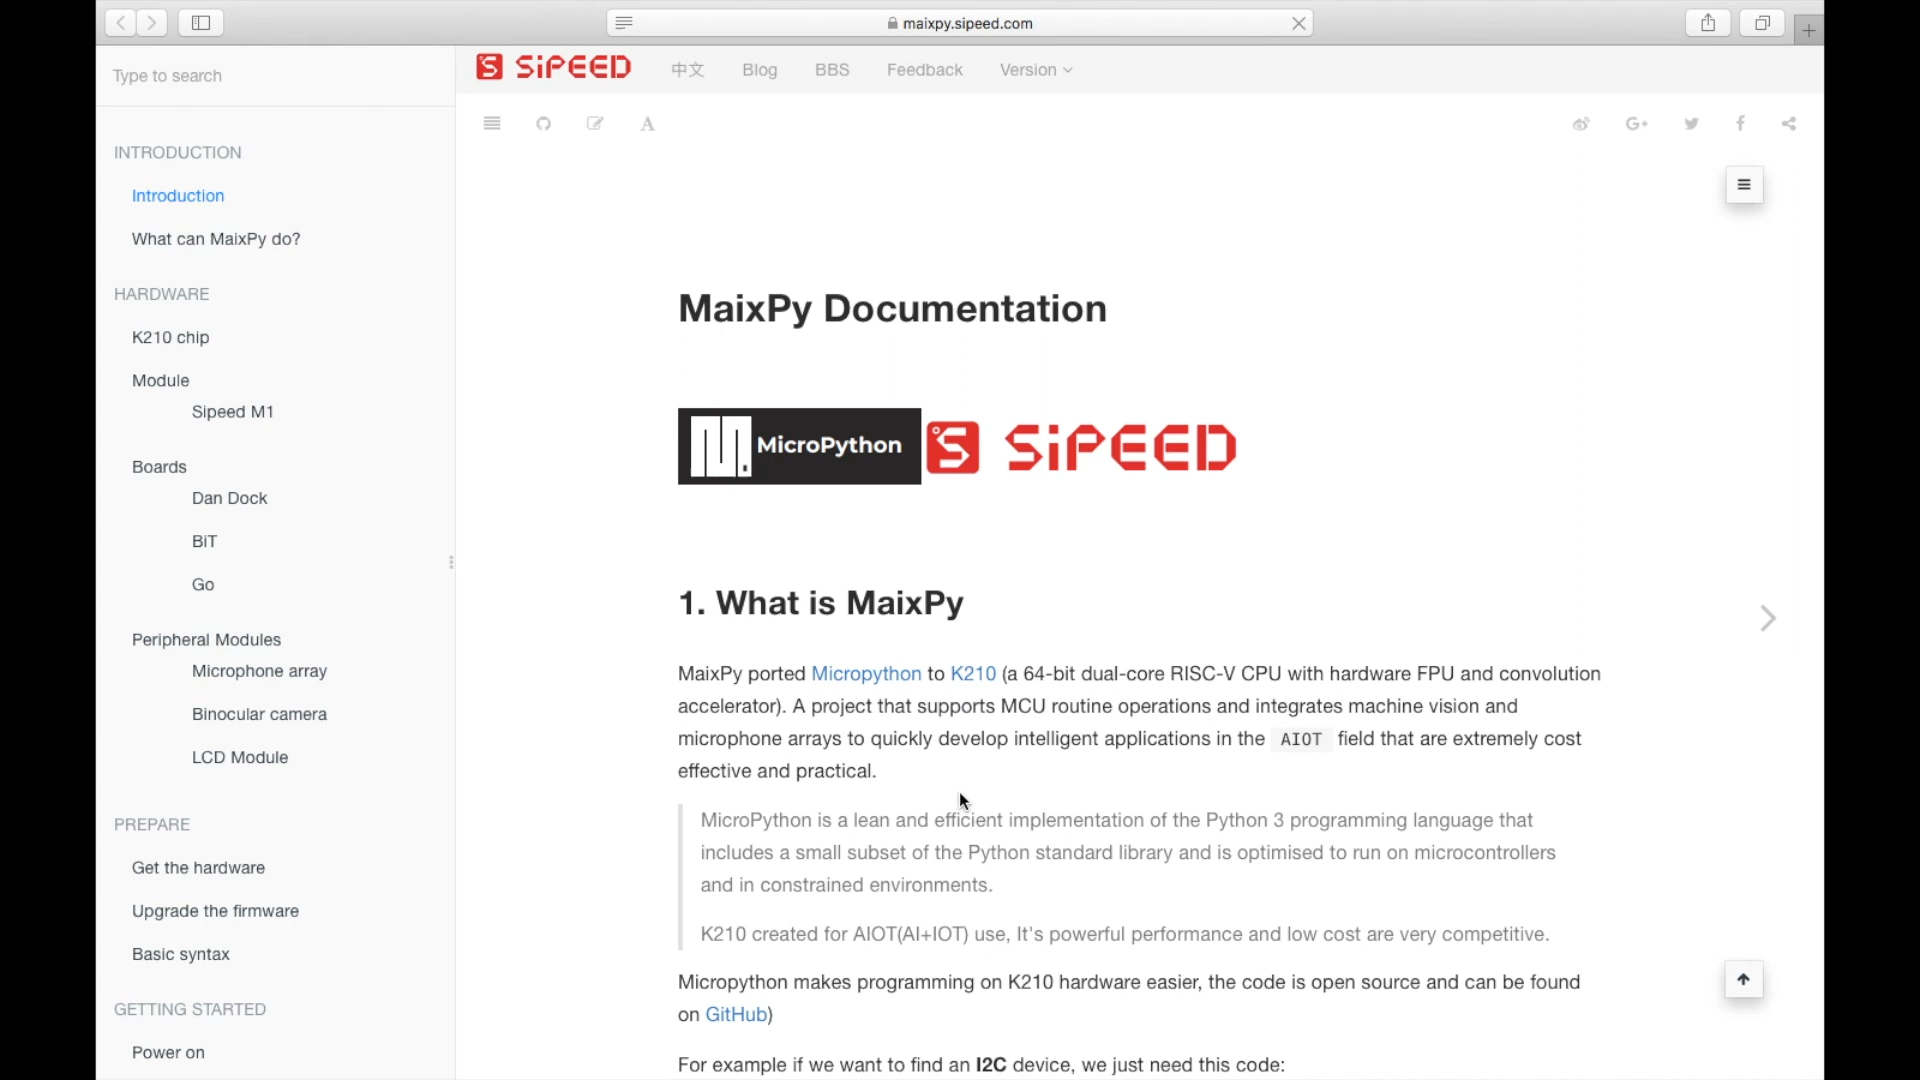 maixpy.sipeed.com
Type to search
INTRODUCTION
Introduction
What can MaixPy do?
HARDWARE
K210 chip
Module
Sipeed M1
Boards
Dan Dock
BiT
Go
Peripheral Modules
Microphone array
Binocular camera
LCD Module
PREPARE
Get the hardware
Upgrade the firmware
Basic syntax
GETTING STARTED
Power on
SiPEED 中文 Blog BBS Feedback Version
A G+
MaixPy Documentation
MicroPython SiPEED
1. What is MaixPy
MaixPy ported Micropython to K210 (a 64-bit dual-core RISC-V CPU with hardware FPU and convolution
accelerator). A project that supports MCU routine operations and integrates machine vision and
microphone arrays to quickly develop intelligent applications in the AIOT field that are extremely cost
effective and practical.
MicroPython is a lean and efficient implementation of the Python 3 programming language that
includes a small subset of the Python standard library and is optimised to run on microcontrollers
and in constrained environments.
K210 created for AIOT(AI+IOT) use, It's powerful performance and low cost are very competitive.
Micropython makes programming on K210 hardware easier, the code is open source and can be found
on GitHub)
For example if we want to find an I2C device, we just need this code: